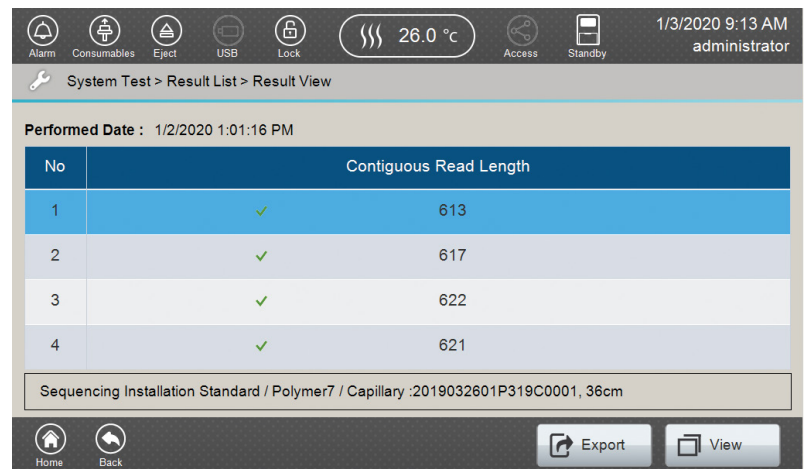 Alarm Consumables Eject USB Lock 26.0 °c Access Standby 1/3/2020 9:13 AM
administrator
System Test > Result List > Result View
Performed Date : 1/2/2020 1:01:16 PM
No Contiguous Read Length
1 613
2 617
3 622
4 621
Sequencing Installation Standard / Polymer7 / Capillary :2019032601P319C0001, 36cm
Home Back Export View